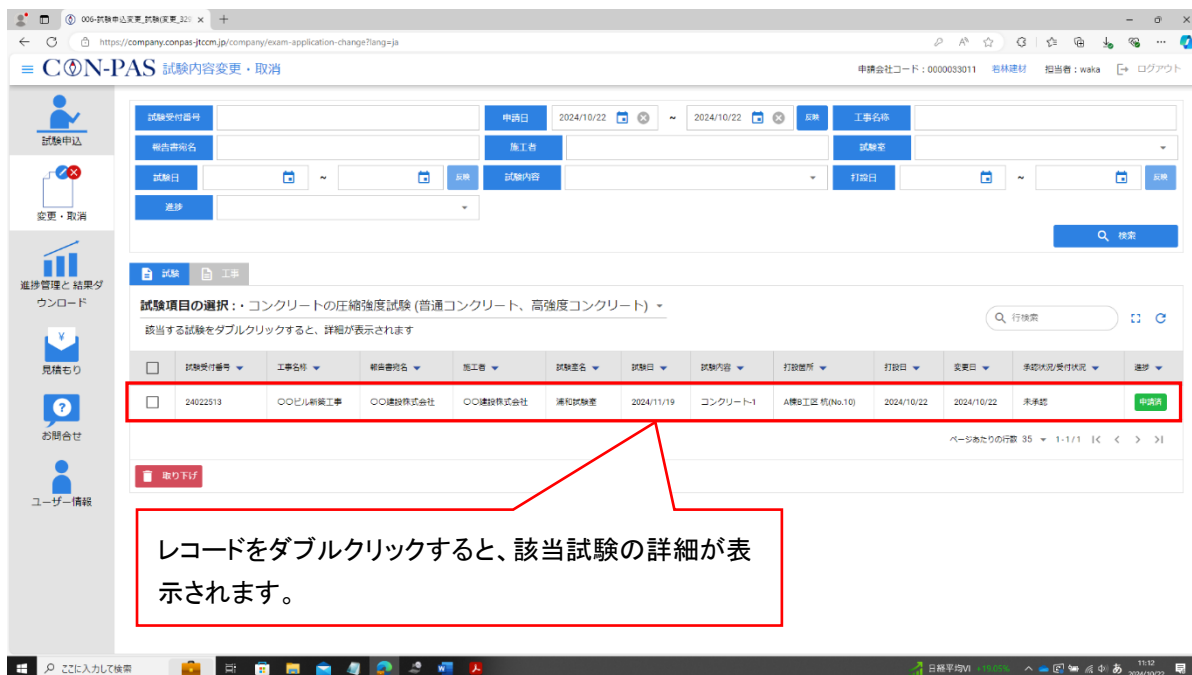 006-試験申込変更_試験(変更_329
https://company.conpas-jtccm.jp/company/exam-application-change?lang=ja
CON-PAS 試験内容変更・取消
申請会社コード:0000033011 若林建材 担当者:waka ログアウト
試験申込
変更・取消
進捗管理と 結果ダ
ウンロード
見積もり
お問合せ
ユーザー情報
試験受付番号 申請日 2024/10/22 ~ 2024/10/22 反映 工事名称
報告書宛名 施工者 試験室
試験日 ~ 反映 試験内容 打設日 ~ 反映
進捗
検索
試験 工事
試験項目の選択:・コンクリートの圧縮強度試験 (普通コンクリート、高強度コンクリート)
該当する試験をダブルクリックすると、詳細が表示されます
行検索
試験受付番号 工事名称 報告書宛名 施工者 試験室名 試験日 試験内容 打設箇所 打設日 変更日 承認状況/受付状況 進捗
24022513 〇〇ビル新築工事 〇〇建設株式会社 〇〇建設株式会社 浦和試験室 2024/11/19 コンクリート-1 A棟B工区 杭(No.10) 2024/10/22 2024/10/22 未承認 申請済
ページあたりの行数 35 1-1/1
取り下げ
レコードをダブルクリックすると、該当試験の詳細が表
示されます。
ここに入力して検索
日経平均VI +19.05%
あ
11:12
2024/10/22